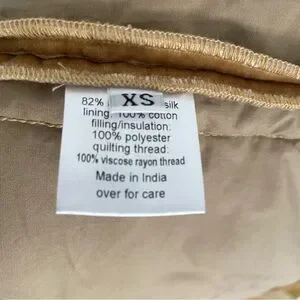 82% XS silk
lining: 100% cotton
filling/insulation:
100% polyester
quilting thread:
100% viscose rayon thread
Made in India
over for care